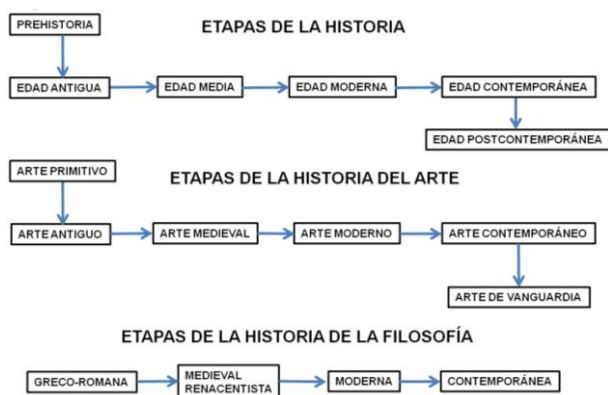 PREHISTORIA
ETAPAS DE LA HISTORIA
EDAD ANTIGUA
EDAD MEDIA
EDAD MODERNA
EDAD CONTEMPORÁNEA
EDAD POSTCONTEMPORÁNEA
ARTE PRIMITIVO
ETAPAS DE LA HISTORIA DEL ARTE
ARTE ANTIGUO
ARTE MEDIEVAL
ARTE MODERNO
ARTE CONTEMPORÁNEO
ARTE DE VANGUARDIA
ETAPAS DE LA HISTORIA DE LA FILOSOFÍA
GRECO-ROMANA
MEDIEVAL
RENACENTISTA
MODERNA
CONTEMPORÁNEA